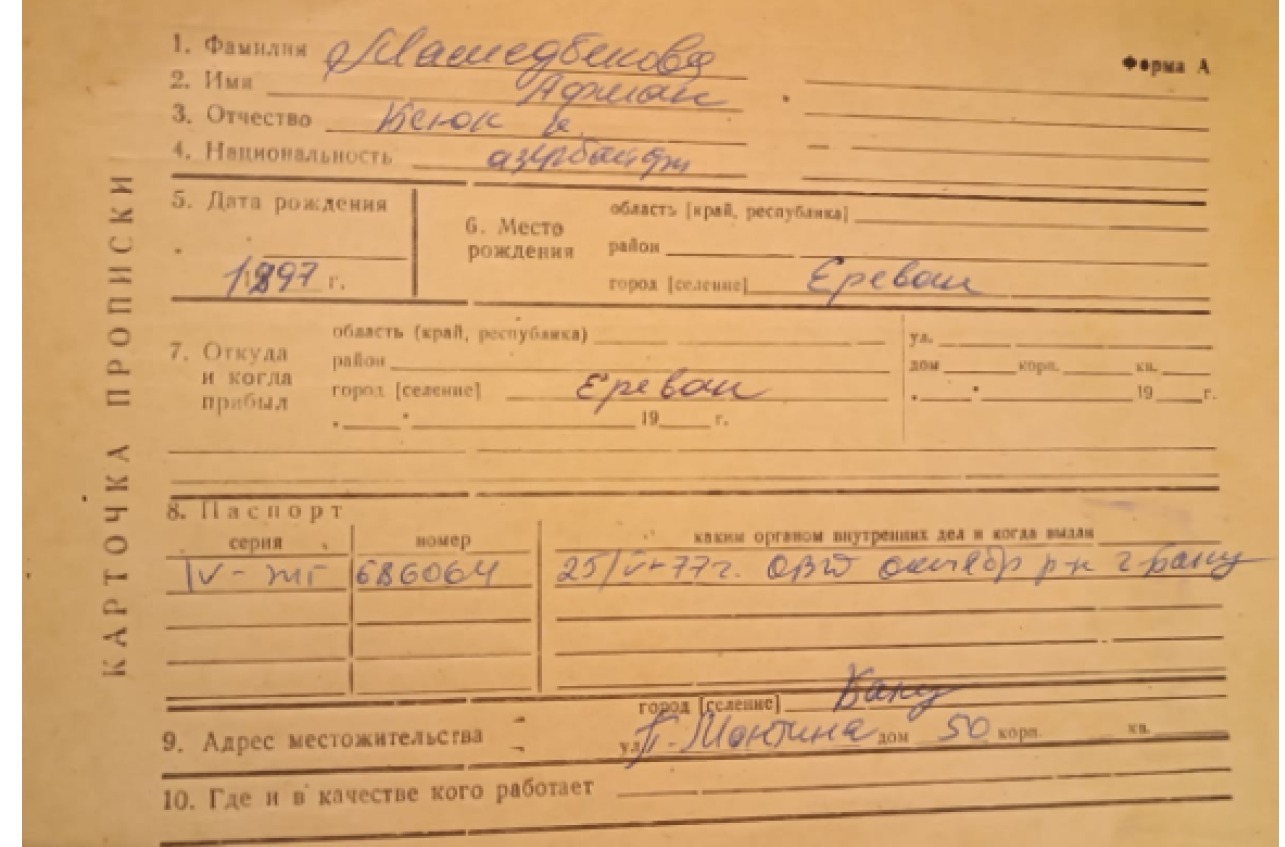 КАРТОЧКА ПРОПИСКИ
Форма А
1. Фамилия Мамедбекова
2. Имя
3. Отчество
4. Национальность азербайдж
5. Дата рождения
1897 г.
6. Место рождения
область [край, республика]
район
город [селение] Ереван
7. Откуда и когда прибыл
область (край, республика)
район
город [селение] Ереван
19 г.
ул.
дом корп. кв.
19 г.
8. Паспорт
серия номер каким органом внутренних дел и когда выдан
IV-ЖГ 686064 25/V-77г. ОВД октябр р-н г баку
9. Адрес местожительства
город [селение] Баку
ул. Монтина дом 50 корп. кв.
10. Где и в качестве кого работает